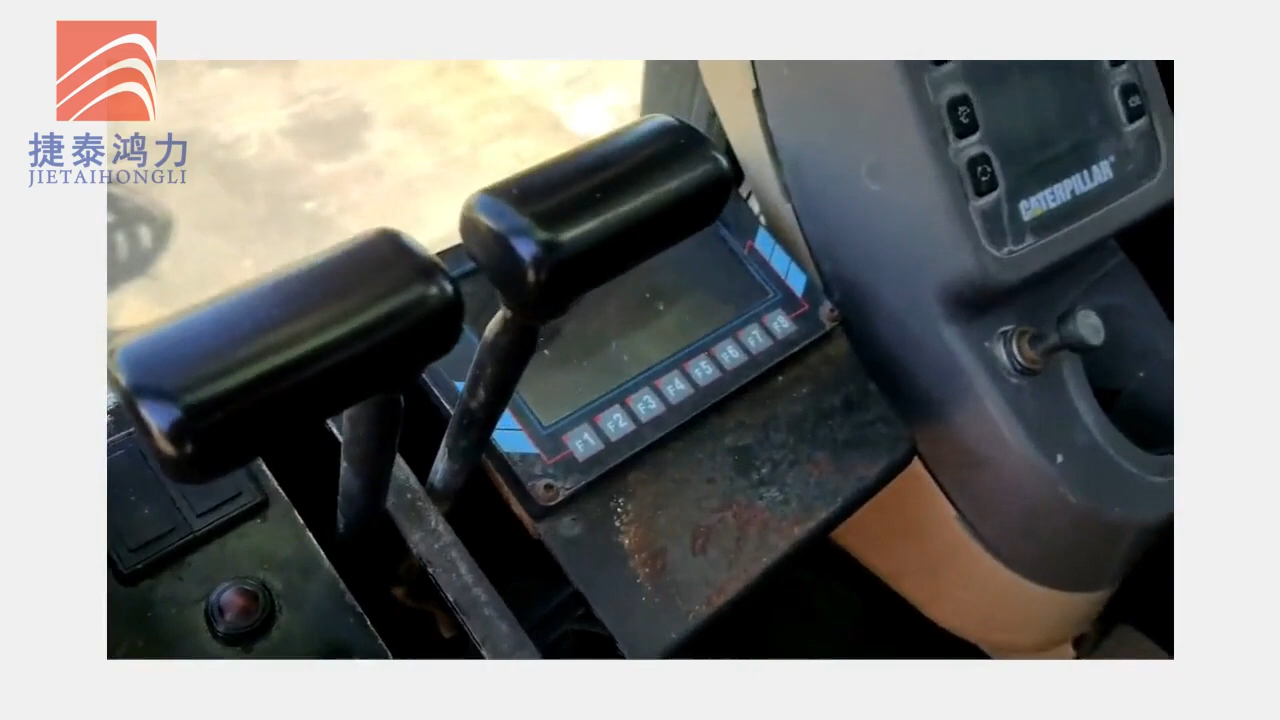 捷泰鸿力
JIETAIHONGLI
CATERPILLAR
F1 F2 F3 F4 F5 F6 F7 F8